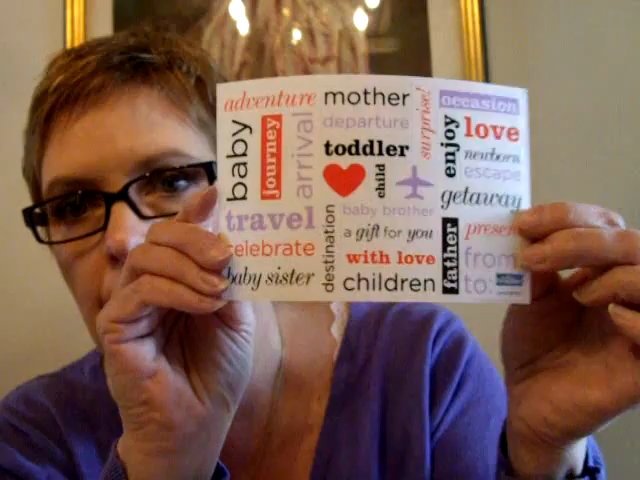 adventure
baby
journey
arrival
travel
celebrate
baby sister
mother
departure
toddler
child
baby brother
destination
a gift for you
with love
children
surprise!
occasion
enjoy
love
newborn
escape
getaway
father
present
from
to: